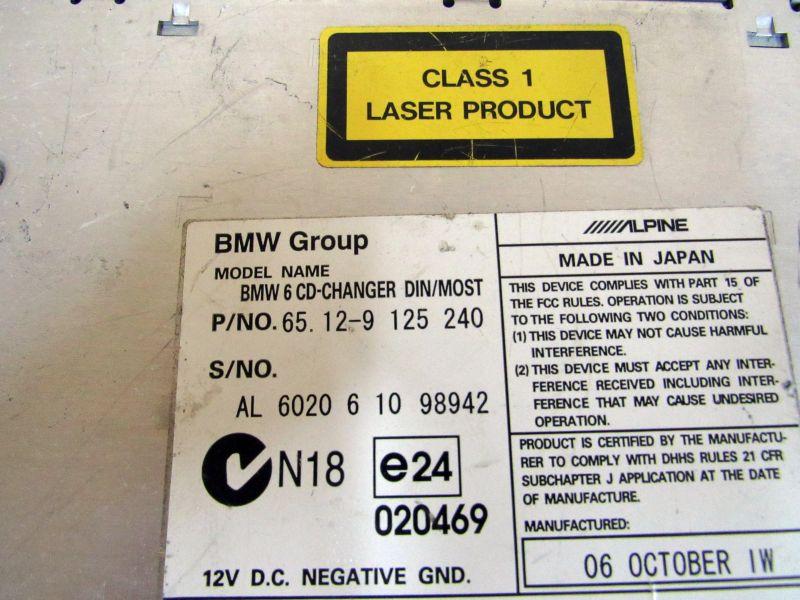 CLASS 1
LASER PRODUCT
BMW Group
MODEL NAME
BMW 6 CD-CHANGER DIN/MOST
P/NO. 65. 12-9 125 240
S/NO.
AL 6020 6 10 98942
N18
e24
020469
12V D.C. NEGATIVE GND.
ALPINE
MADE IN JAPAN
THIS DEVICE COMPLIES WITH PART 15 OF
THE FCC RULES. OPERATION IS SUBJECT
TO THE FOLLOWING TWO CONDITIONS:
(1) THIS DEVICE MAY NOT CAUSE HARMFUL
INTERFERENCE.
(2) THIS DEVICE MUST ACCEPT ANY INTER-
FERENCE RECEIVED INCLUDING INTER-
FERENCE THAT MAY CAUSE UNDESIRED
OPERATION.
PRODUCT IS CERTIFIED BY THE MANUFACTU-
RER TO COMPLY WITH DHHS RULES 21 CFR
SUBCHAPTER J APPLICATION AT THE DATE
OF MANUFACTURE.
MANUFACTURED:
06 OCTOBER IW